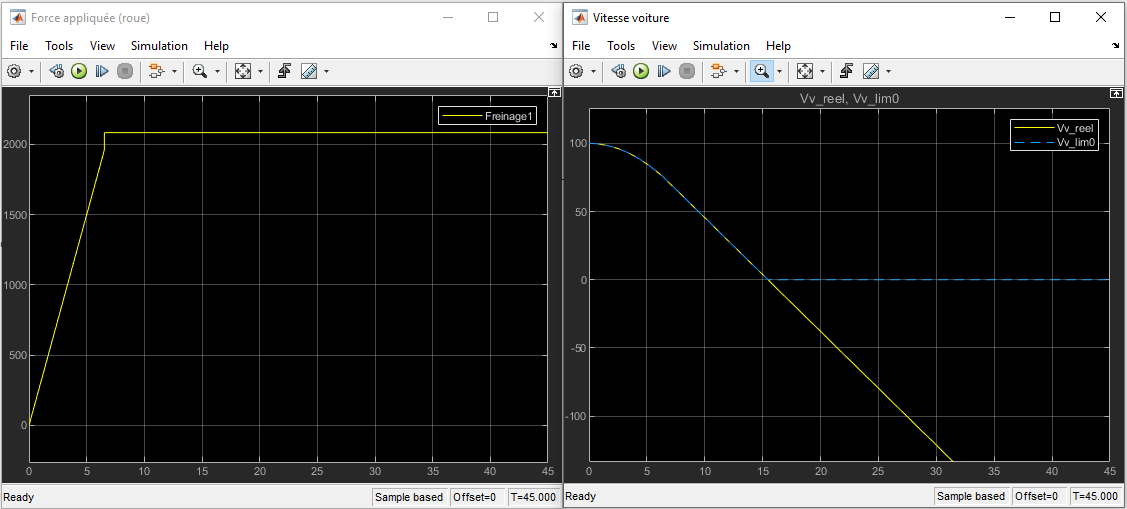 Force appliquée (roue)
File Tools View Simulation Help
Freinage1
2000
1500
1000
500
0
0 5 10 15 20 25 30 35 40 45
Ready Sample based Offset=0 T=45.000
Vitesse voiture
File Tools View Simulation Help
Vv_reel, Vv_lim0
Vv_reel
Vv_lim0
100
50
0
-50
-100
0 5 10 15 20 25 30 35 40 45
Ready Sample based Offset=0 T=45.000